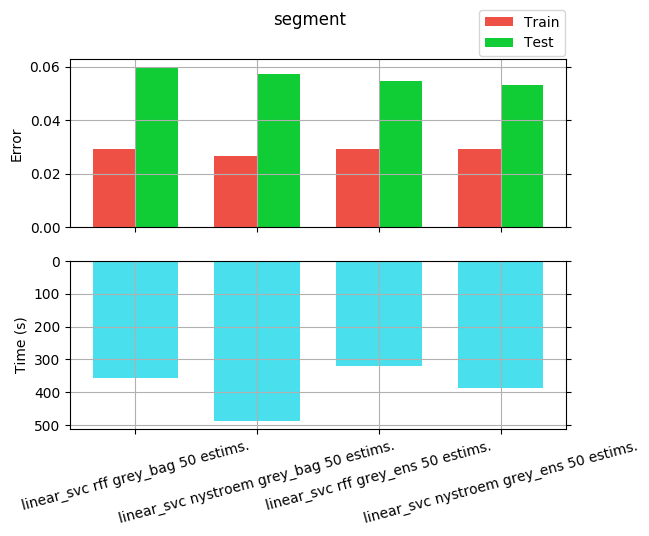 segment
Train
Test
0.06
0.04
0.02
0.00
Error
0
100
200
300
400
500
Time (s)
linear_svc rff grey_bag 50 estims.
linear_svc nystroem grey_bag 50 estims.
linear_svc rff grey_ens 50 estims.
linear_svc nystroem grey_ens 50 estims.